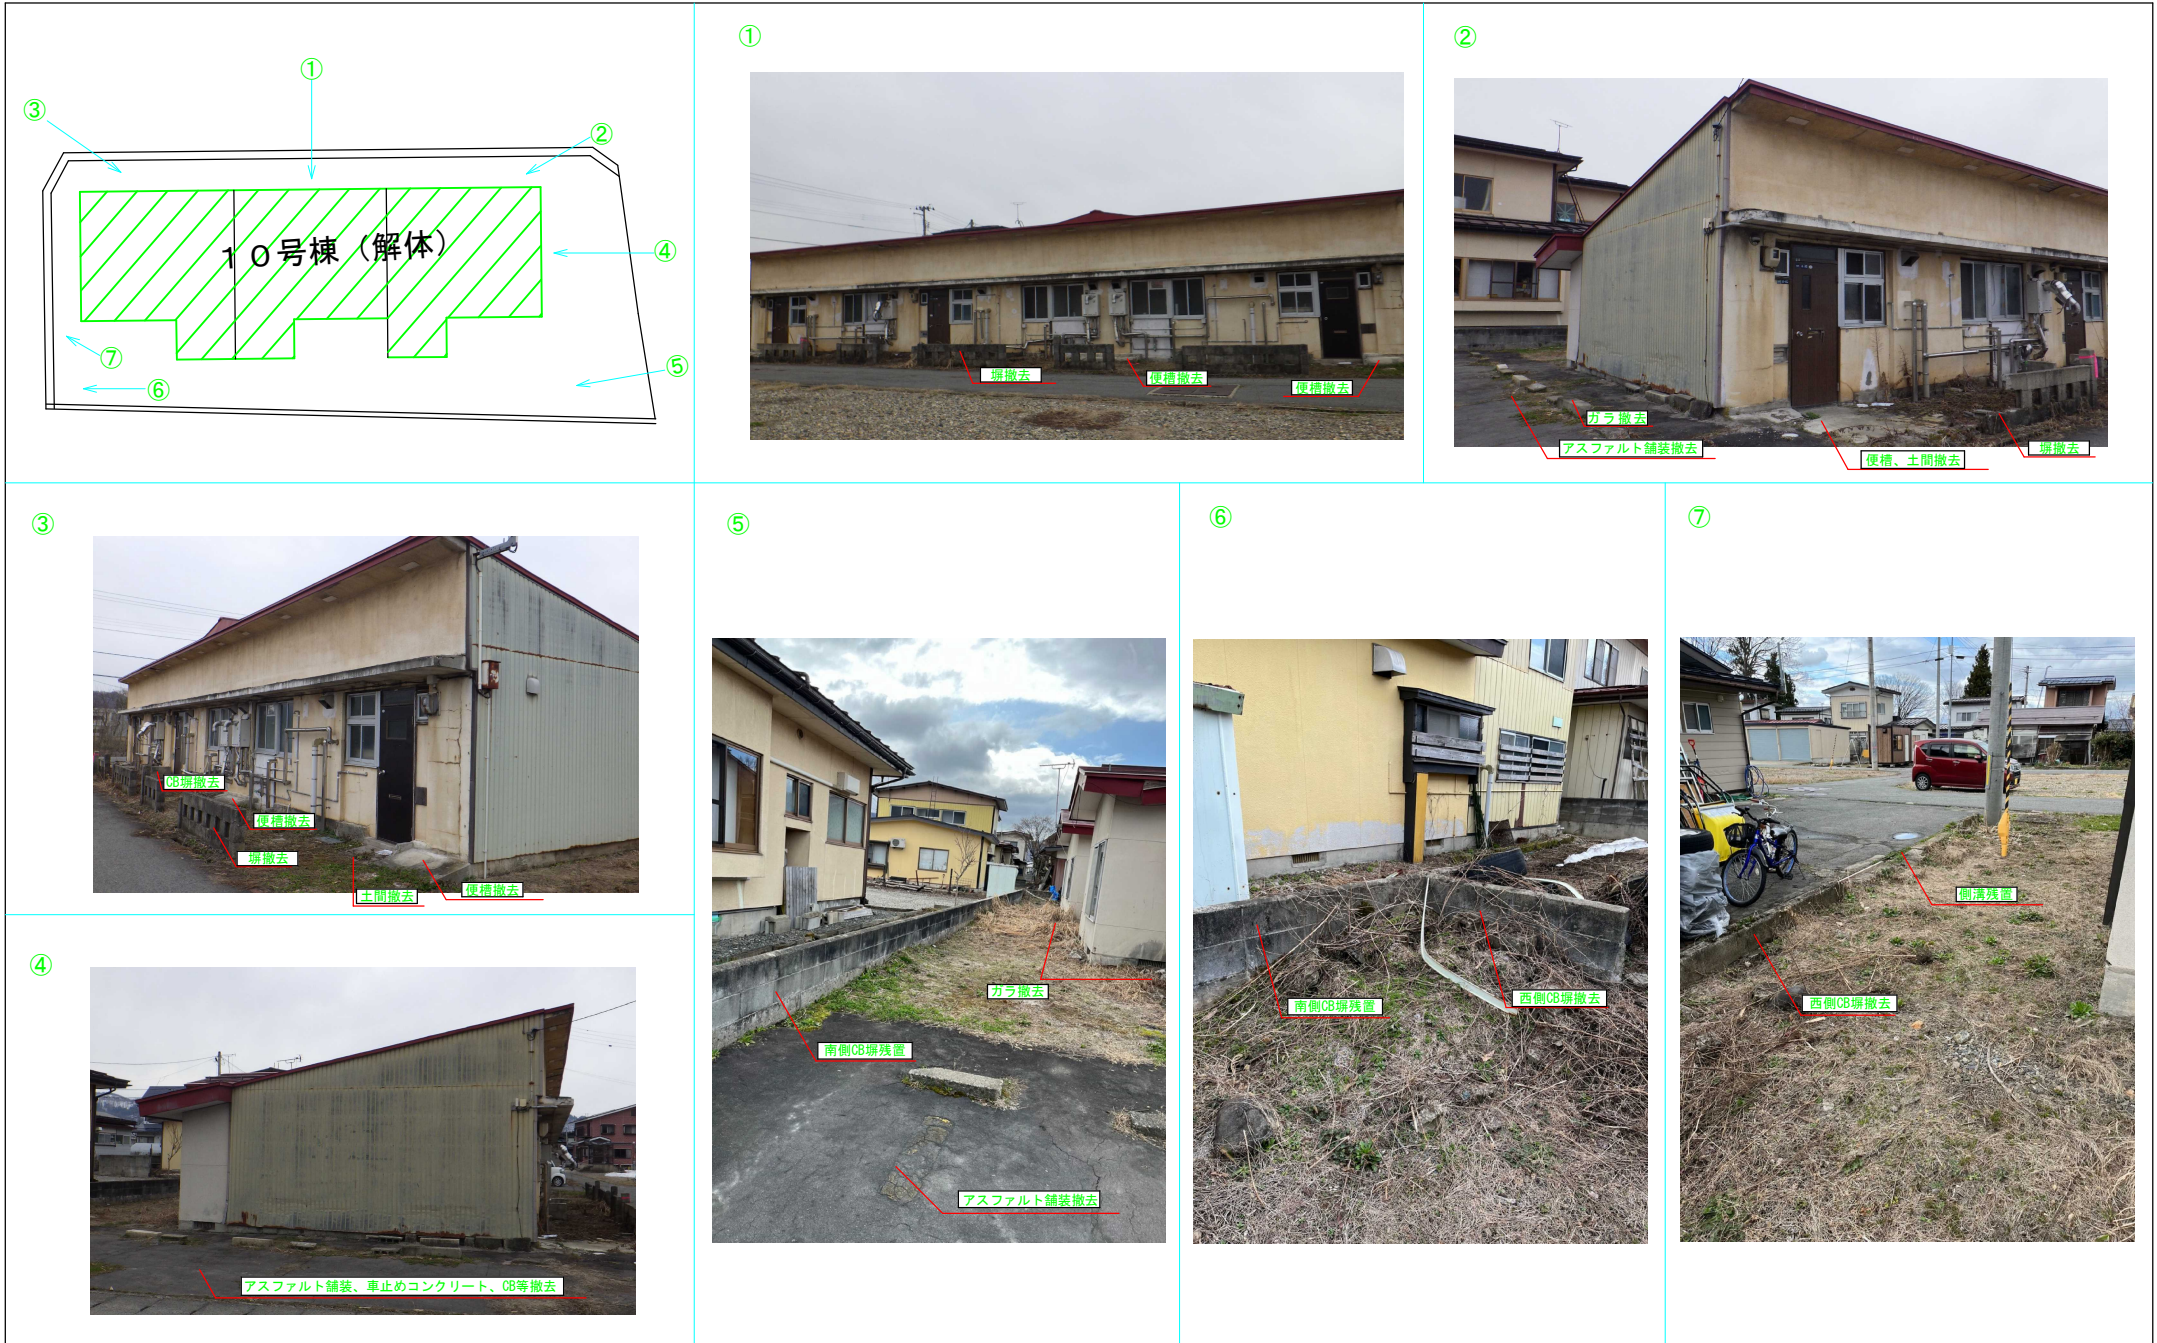 ①
③
②
１０号棟（解体）
④
⑦
⑥
⑤
①
塀撤去
便槽撤去
便槽撤去
②
ガラ撤去
アスファルト舗装撤去
便槽、土間撤去
塀撤去
③
CB塀撤去
便槽撤去
塀撤去
土間撤去
便槽撤去
④
アスファルト舗装、車止めコンクリート、CB等撤去
⑤
ガラ撤去
南側CB塀残置
アスファルト舗装撤去
⑥
南側CB塀残置
西側CB塀撤去
⑦
側溝残置
西側CB塀撤去